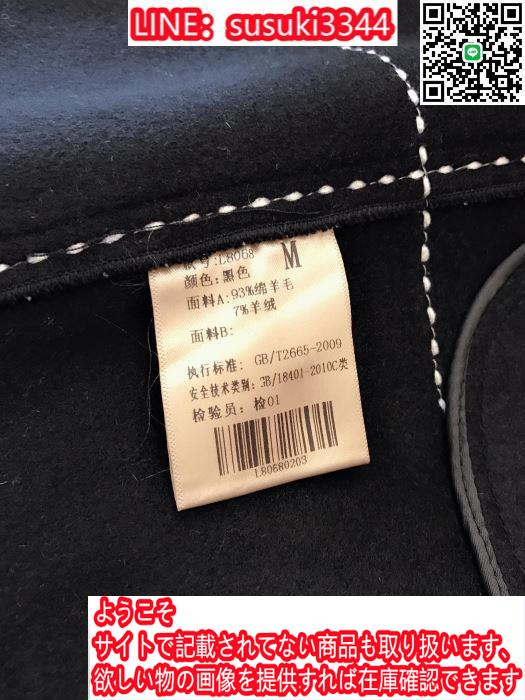 LINE：susuki3344
款号:L8068 M
颜色:黑色
面料A:93%绵羊毛
7%羊绒
面料B:
执行标准: GB/T2665-2009
安全技术类别:GB/18401-2010C类
检验员: 检01
L80680203
ようこそ
サイトで記載されてない商品も取り扱います、
欲しい物の画像を提供すれば在庫確認できます